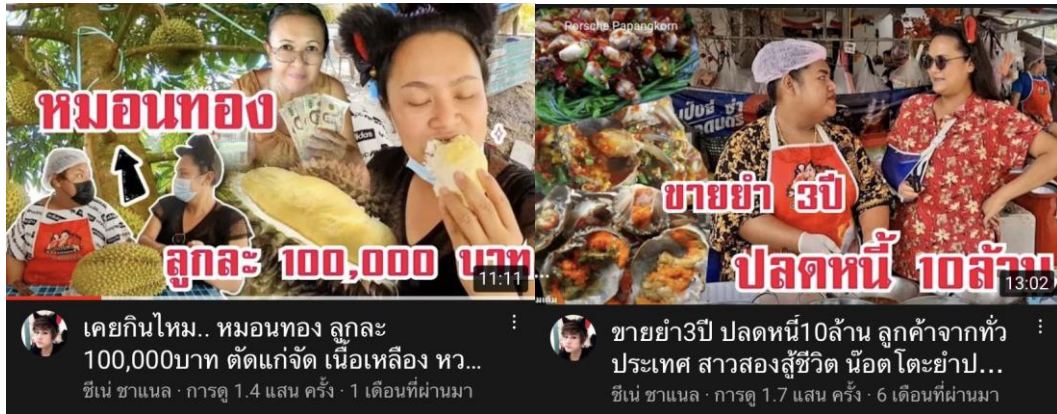 หมอนทอง
ลูกละ 100,000 บาท
11:11
เคยกินไหม.. หมอนทอง ลูกละ
100,000บาท ตัดแก่จัด เนื้อเหลือง หว...
ซีเน่ ชาแนล · การดู 1.4 แสน ครั้ง · 1 เดือนที่ผ่านมา
Porsche Papangkorn
ขายยำ 3ปี
ปลดหนี้ 10ล้าน
13:02
ขายยำ3ปี ปลดหนี้10ล้าน ลูกค้าจากทั่ว
ประเทศ สาวสองสู้ชีวิต น๊อตโตะยำป...
ซีเน่ ชาแนล · การดู 1.7 แสน ครั้ง · 6 เดือนที่ผ่านมา